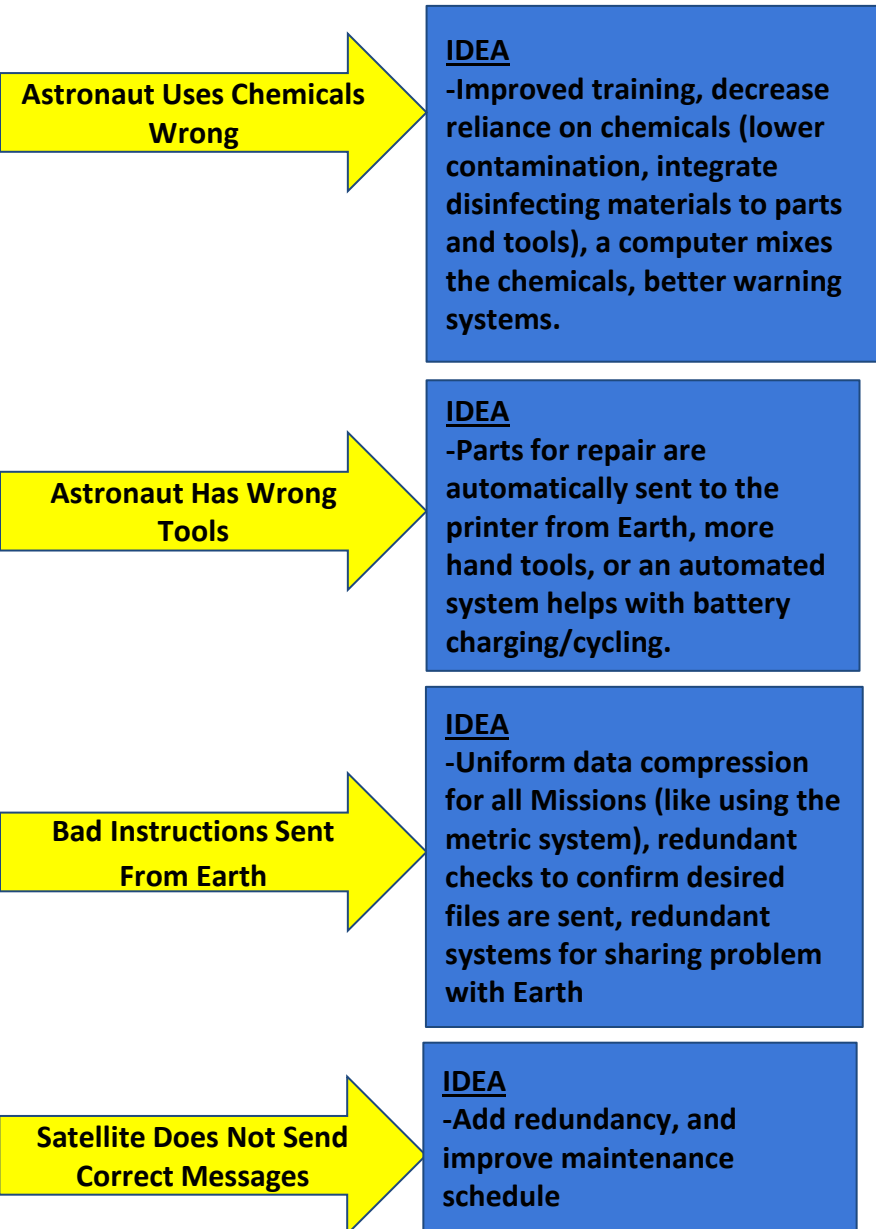 Astronaut Uses Chemicals
Wrong
IDEA
-Improved training, decrease
reliance on chemicals (lower
contamination, integrate
disinfecting materials to parts
and tools), a computer mixes
the chemicals, better warning
systems.
Astronaut Has Wrong
Tools
IDEA
-Parts for repair are
automatically sent to the
printer from Earth, more
hand tools, or an automated
system helps with battery
charging/cycling.
Bad Instructions Sent
From Earth
IDEA
-Uniform data compression
for all Missions (like using the
metric system), redundant
checks to confirm desired
files are sent, redundant
systems for sharing problem
with Earth
Satellite Does Not Send
Correct Messages
IDEA
-Add redundancy, and
improve maintenance
schedule